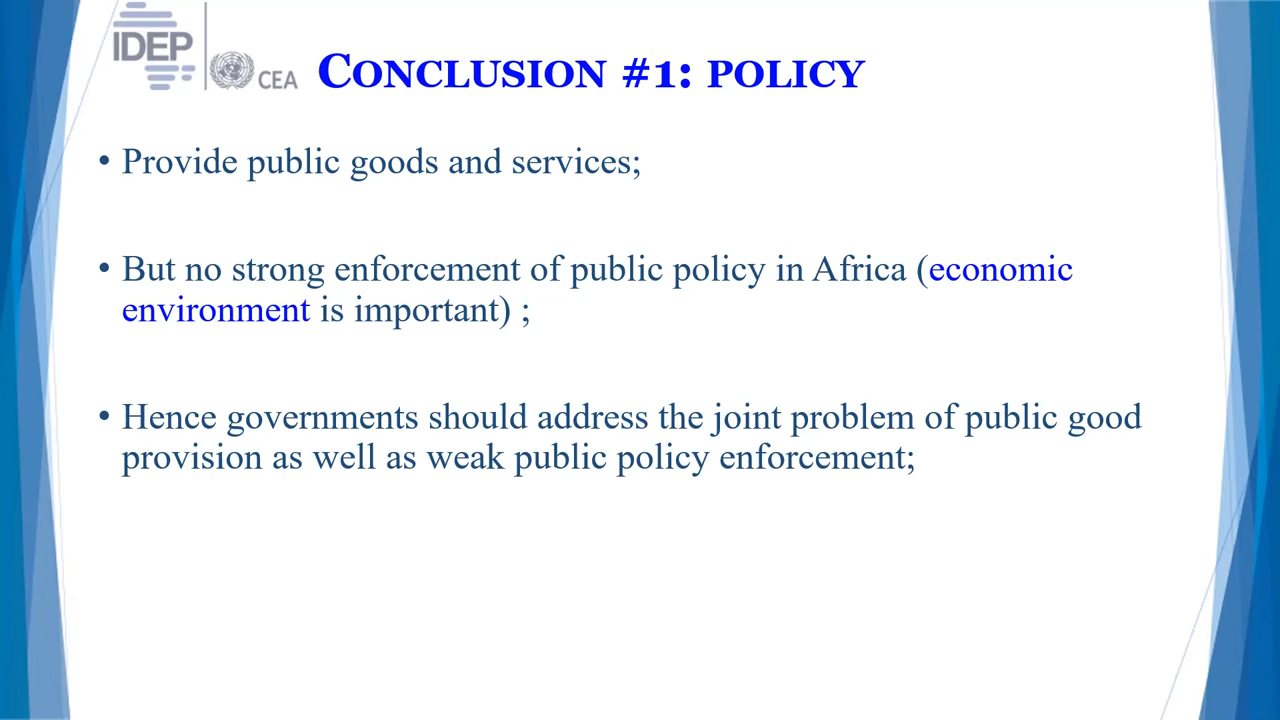 IDEP
CEA
CONCLUSION #1: POLICY
• Provide public goods and services;
• But no strong enforcement of public policy in Africa (economic
environment is important) ;
• Hence governments should address the joint problem of public good
provision as well as weak public policy enforcement;